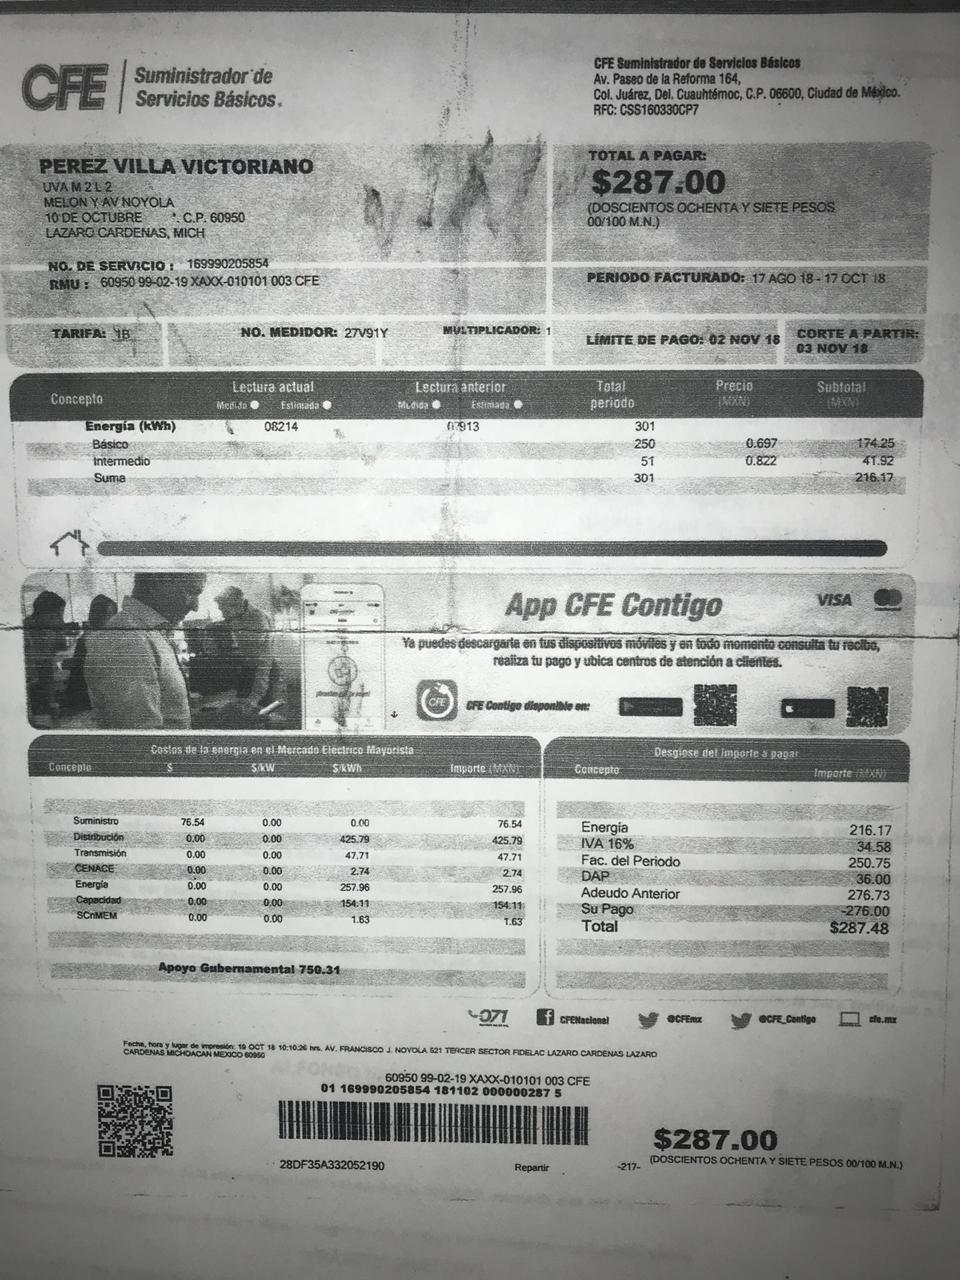 CFE Suministrador de
Servicios Básicos.
CFE Suministrador de Servicios Básicos
Av. Paseo de la Reforma 164,
Col. Juárez, Del. Cuauhtémoc, C.P. 06600, Ciudad de México.
RFC: CSS160330CP7
PEREZ VILLA VICTORIANO
UVA M 2 L 2
MELON Y AV NOYOLA
10 DE OCTUBRE *. C.P. 60950
LAZARO CARDENAS, MICH
TOTAL A PAGAR:
$287.00
(DOSCIENTOS OCHENTA Y SIETE PESOS
00/100 M.N.)
NO. DE SERVICIO : 169990205854
RMU : 60950 99-02-19 XAXX-010101 003 CFE
PERIODO FACTURADO: 17 AGO 18 - 17 OCT 18
TARIFA: 1B NO. MEDIDOR: 27V91Y MULTIPLICADOR: 1
LÍMITE DE PAGO: 02 NOV 18
CORTE A PARTIR:
03 NOV 18
Concepto Lectura actual Lectura anterior Total periodo Precio (MXN) Subtotal (MXN)
Medida Estimada Medida Estimada
Energía (kWh) 08214 07913 301
Básico 250 0.697 174.25
Intermedio 51 0.822 41.92
Suma 301 216.17
App CFE Contigo
VISA
Ya puedes descargarla en tus dispositivos móviles y en todo momento consulta tu recibo,
realiza tu pago y ubica centros de atención a clientes.
CFE
CFE Contigo disponible en:
Costos de la energía en el Mercado Eléctrico Mayorista
Concepto $ $/kW $/kWh Importe (MXN)
Suministro 76.54 0.00 0.00 76.54
Distribución 0.00 0.00 425.79 425.79
Transmisión 0.00 0.00 47.71 47.71
CENACE 0.00 0.00 2.74 2.74
Energía 0.00 0.00 257.96 257.96
Capacidad 0.00 0.00 154.11 154.11
SCnMEM 0.00 0.00 1.63 1.63
Apoyo Gubernamental 750.31
Desglose del importe a pagar
Concepto Importe (MXN)
Energía 216.17
IVA 16% 34.58
Fac. del Periodo 250.75
DAP 36.00
Adeudo Anterior 276.73
Su Pago -276.00
Total $287.48
071 CFENacional @CFEmx @CFE_Contigo cfe.mx
Fecha, hora y lugar de impresión: 19 OCT 18 10:10:26 hrs. AV. FRANCISCO J. NOYOLA 521 TERCER SECTOR FIDELAC LAZARO CARDENAS LAZARO
CARDENAS MICHOACAN MEXICO 60950
60950 99-02-19 XAXX-010101 003 CFE
01 169990205854 181102 000000287 5
28DF35A332052190 Repartir -217-
$287.00
(DOSCIENTOS OCHENTA Y SIETE PESOS 00/100 M.N.)